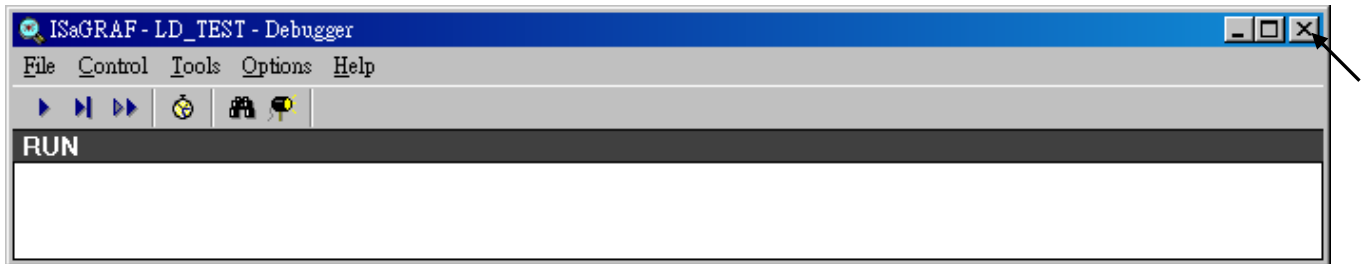 ISaGRAF - LD_TEST - Debugger
File Control Tools Options Help
RUN